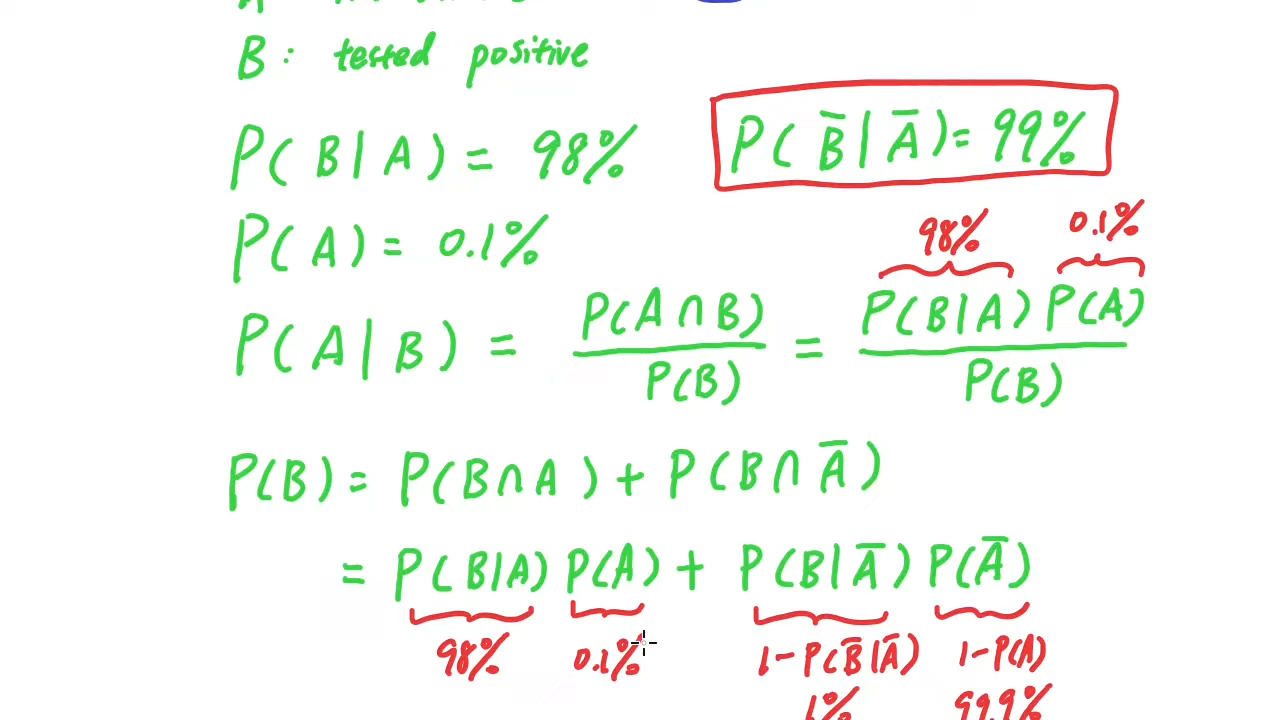 B: tested positive
P(B|A) = 98%
P(B̅|A̅) = 99%
P(A) = 0.1%
98% 0.1%
P(A|B) = P(A∩B)/P(B) = P(B|A)P(A)/P(B)
P(B) = P(B∩A) + P(B∩A̅)
= P(B|A)P(A) + P(B|A̅)P(A̅)
98% 0.1% 1-P(B̅|A̅) 1-P(A)
1% 99.9%